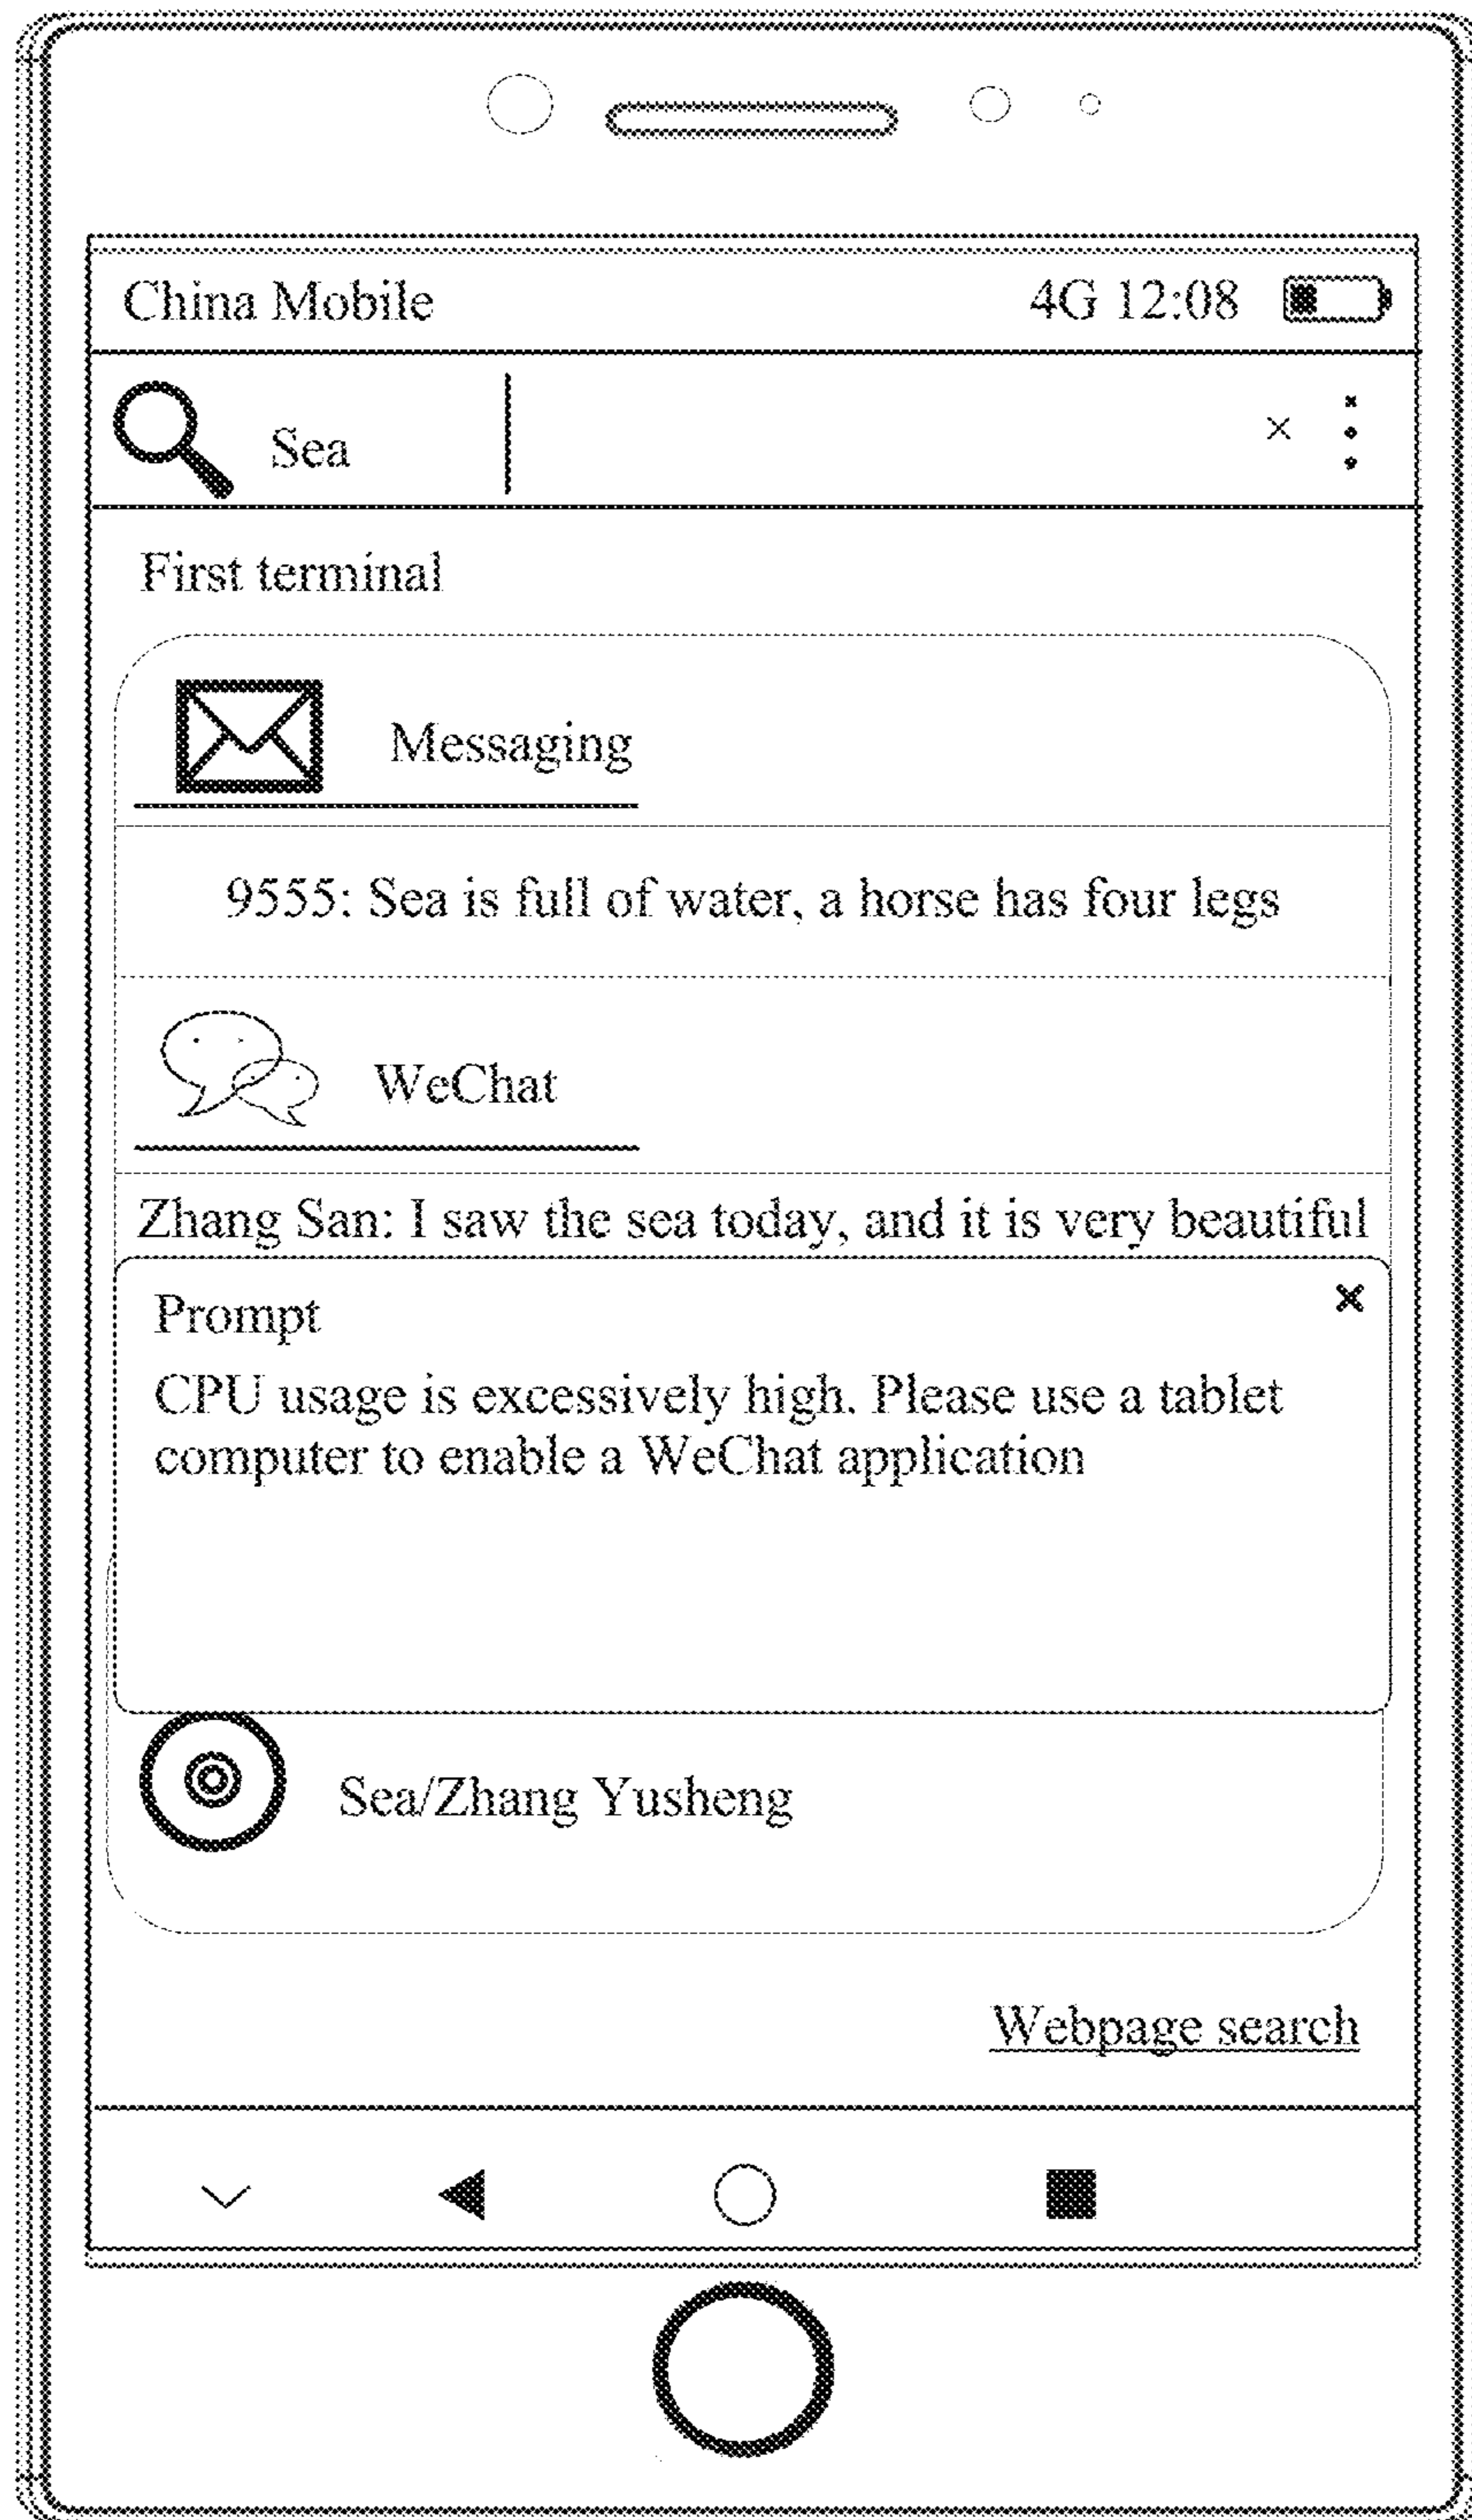 China Mobile 4G 12:08
Sea
First terminal
Messaging
9555: Sea is full of water, a horse has four legs
WeChat
Zhang San: I saw the sea today, and it is very beautiful
Prompt
CPU usage is excessively high. Please use a tablet
computer to enable a WeChat application
Sea/Zhang Yusheng
Webpage search